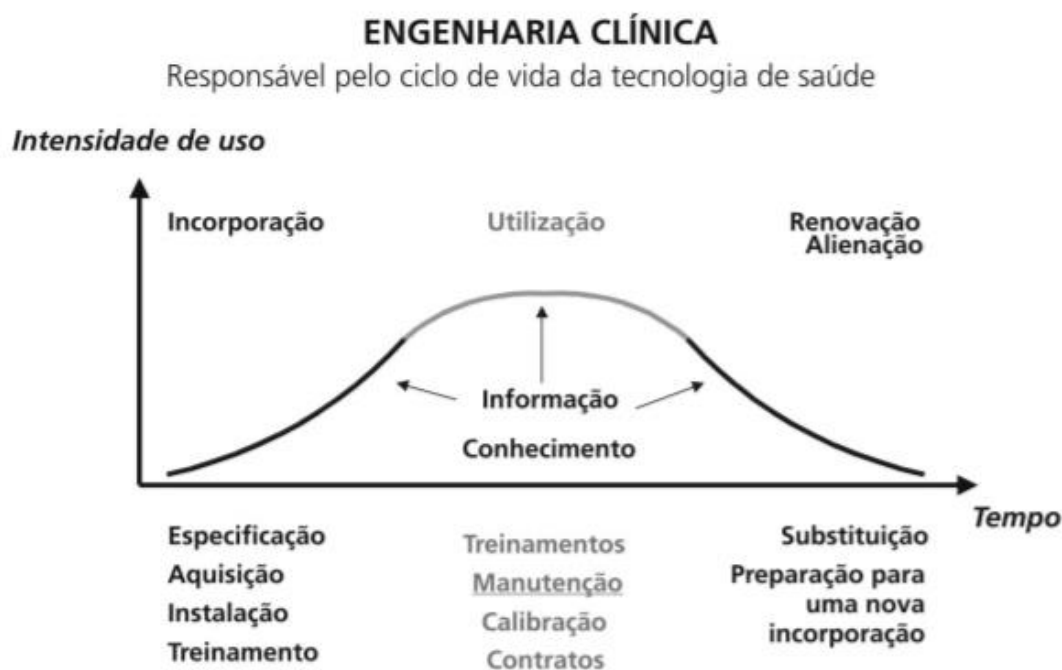 ENGENHARIA CLÍNICA
Responsável pelo ciclo de vida da tecnologia de saúde
Intensidade de uso
Incorporação
Utilização
Renovação
Alienação
Informação
Conhecimento
Tempo
Especificação
Aquisição
Instalação
Treinamento
Treinamentos
Manutenção
Calibração
Contratos
Substituição
Preparação para
uma nova
incorporação